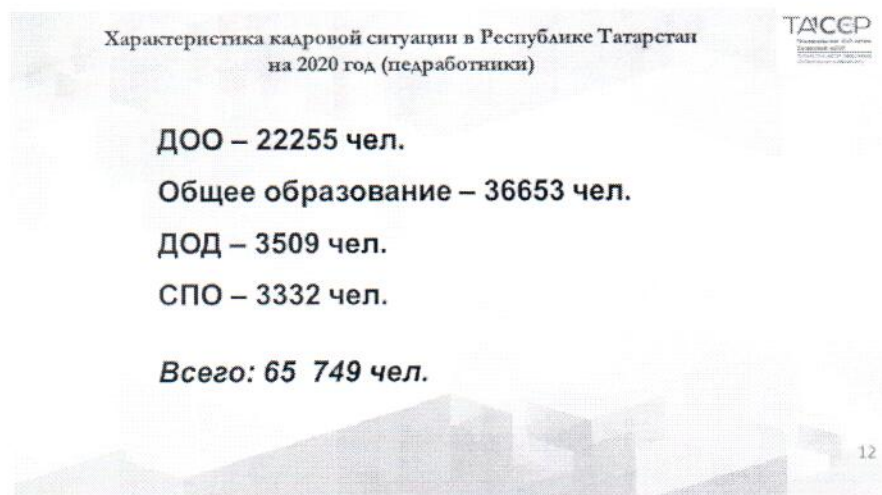 Характеристика кадровой ситуации в Республике Татарстан
на 2020 год (педработники)
ТАССР
ДОО – 22255 чел.
Общее образование – 36653 чел.
ДОД – 3509 чел.
СПО – 3332 чел.
Всего: 65 749 чел.
12